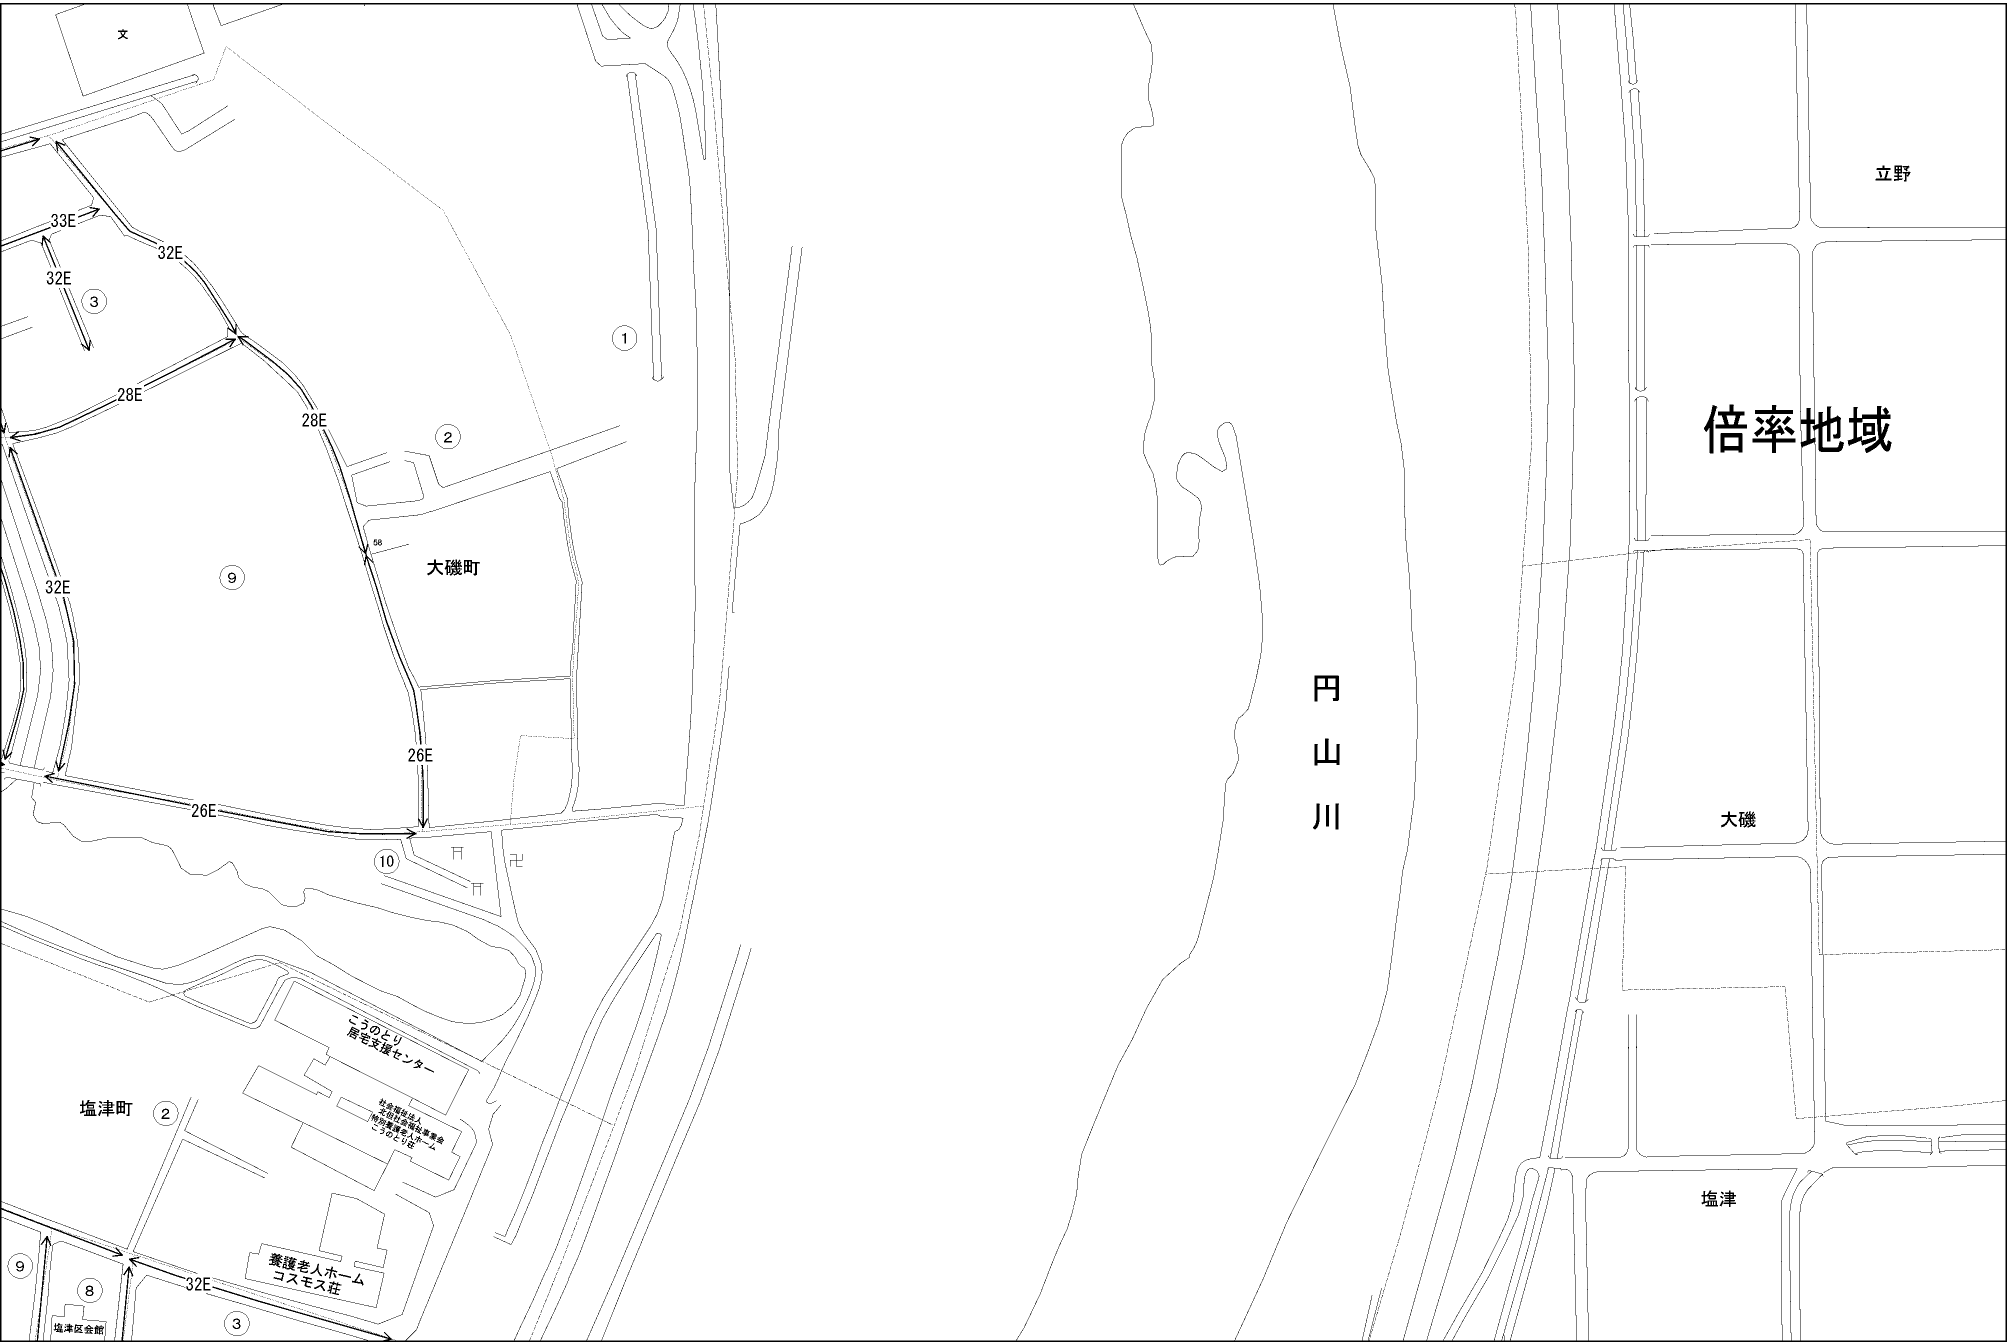 文
立野
33E
32E
32E
③
①
28E
28E
②
倍率地域
58
大磯町
⑨
32E
円
山
川
26E
26E
大磯
⑩
卍
こうのとり
居宅支援センター
社会福祉法人
北但社会福祉事業会
特別養護老人ホーム
こうのとり荘
塩津町
②
塩津
⑨
養護老人ホーム
コスモス荘
32E
⑧
③
塩津区会館